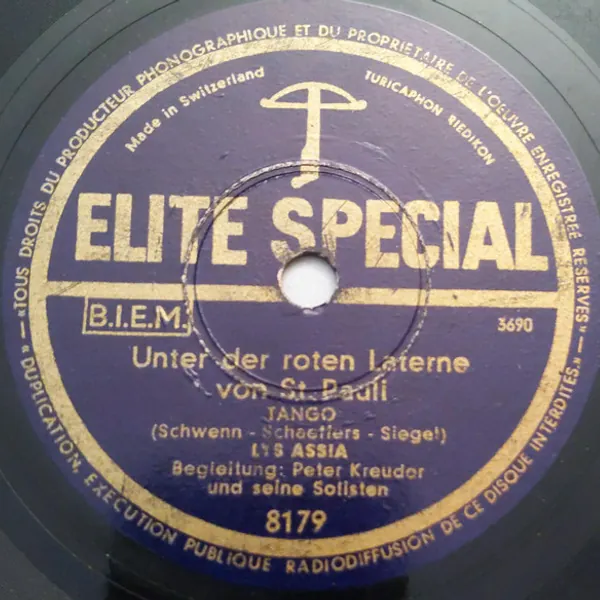 «TOUS DROITS DU PRODUCTEUR PHONOGRAPHIQUE ET DU PROPRIETAIRE DE L'OEUVRE ENREGISTREE RESERVES»
Made in Switzerland
TURICAPHON RIEDIKON
ELITE SPECIAL
B.I.E.M.
3690
Unter der roten Laterne
von St. Pauli
TANGO
(Schwenn - Schaeffers - Siegel)
LYS ASSIA
Begleitung: Peter Kreuder
und seine Solisten
8179
DUPLICATION, EXECUTION PUBLIQUE RADIODIFFUSION DE CE DISQUE INTERDITES.»